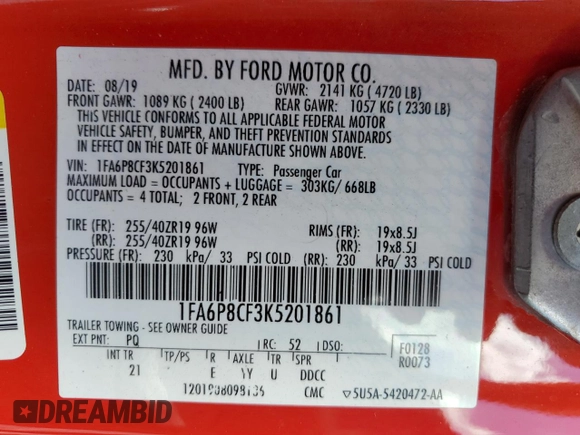 MFD. BY FORD MOTOR CO.
DATE: 08/19 GVWR: 2141 KG ( 4720 LB)
FRONT GAWR: 1089 KG ( 2400 LB) REAR GAWR: 1057 KG ( 2330 LB)
THIS VEHICLE CONFORMS TO ALL APPLICABLE FEDERAL MOTOR
VEHICLE SAFETY, BUMPER, AND THEFT PREVENTION STANDARDS
IN EFFECT ON THE DATE OF MANUFACTURE SHOWN ABOVE.
VIN: 1FA6P8CF3K5201861 TYPE: Passenger Car
MAXIMUM LOAD = OCCUPANTS + LUGGAGE = 303KG/ 668LB
OCCUPANTS = 4 TOTAL; 2 FRONT, 2 REAR
TIRE (FR): 255/40ZR19 96W RIMS (FR): 19x8.5J
(RR): 255/40ZR19 96W (RR): 19x8.5J
PRESSURE (FR): 230 kPa/ 33 PSI COLD (RR): 230 kPa/ 33 PSI COLD
1FA6P8CF3K5201861
TRAILER TOWING - SEE OWNER GUIDE
EXT PNT: PQ RC: 52 DSO: F0128
R0073
INT TR TP/PS R AXLE TR SPR
21 E YY U DDCC
CMC 5U5A-5420472-AA
DREAMBID